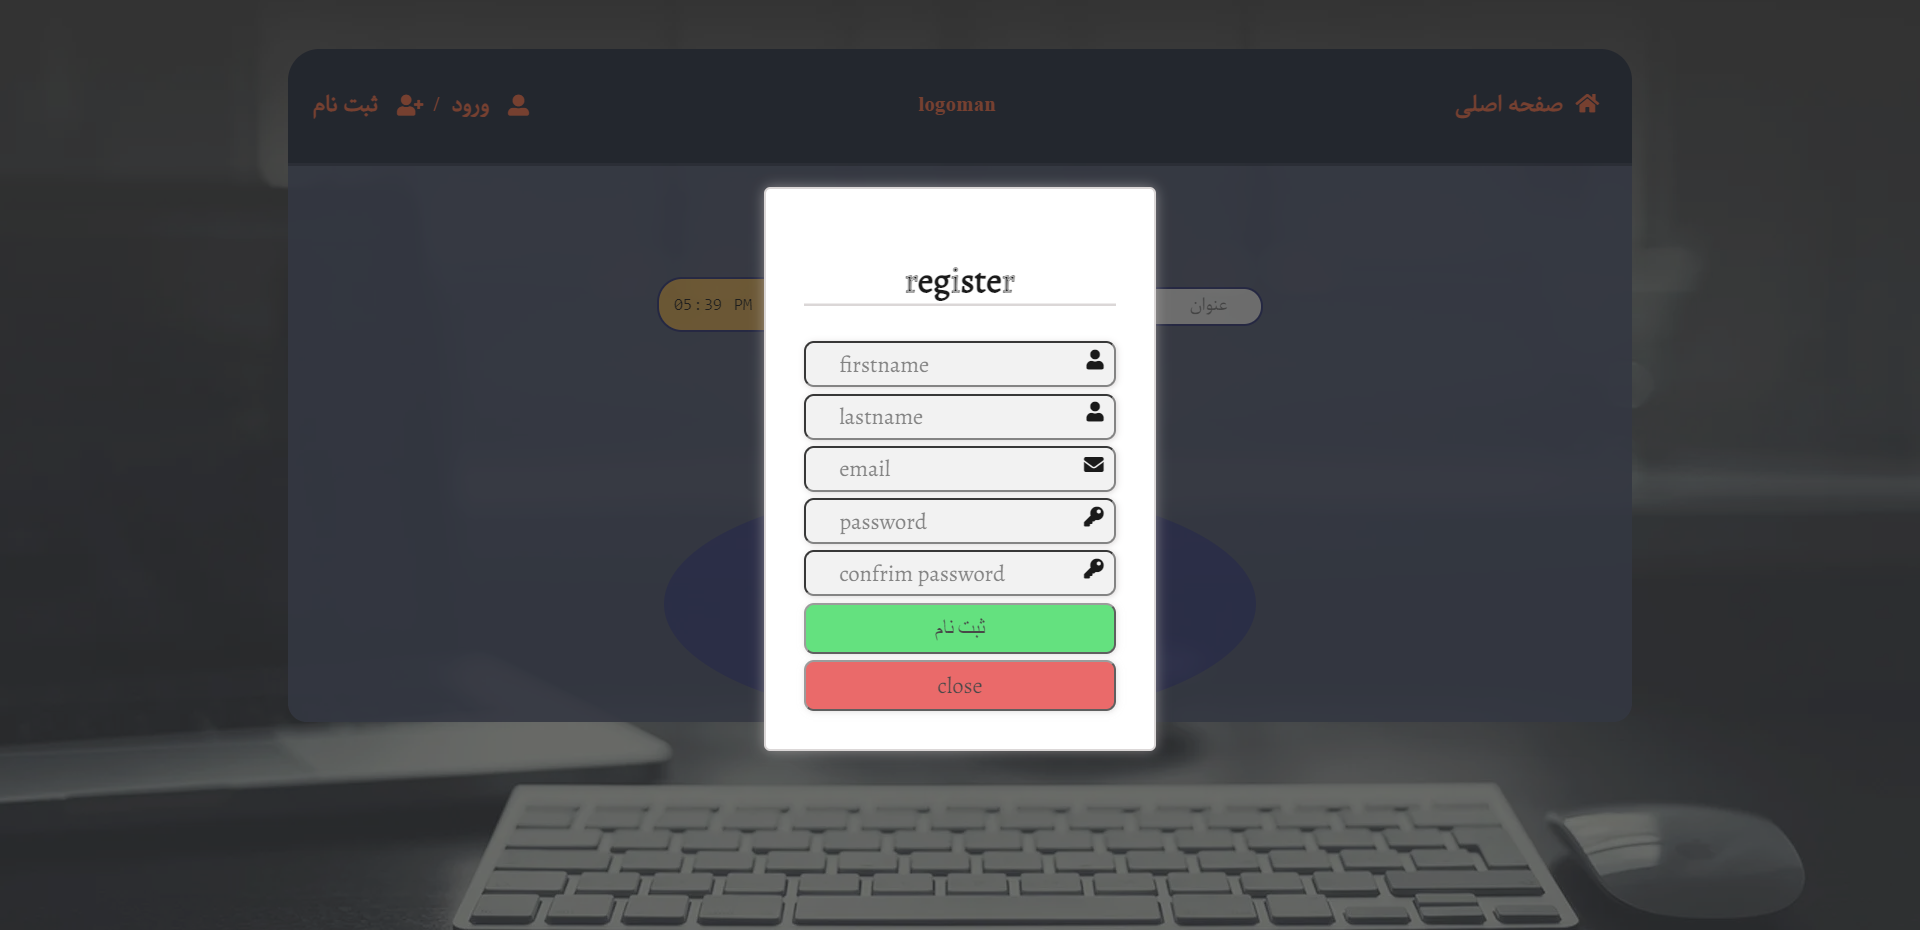 صفحه اصلی
logoman
ورود / ثبت نام
عنوان
05:39 PM
register
firstname
lastname
email
password
confrim password
ثبت نام
close